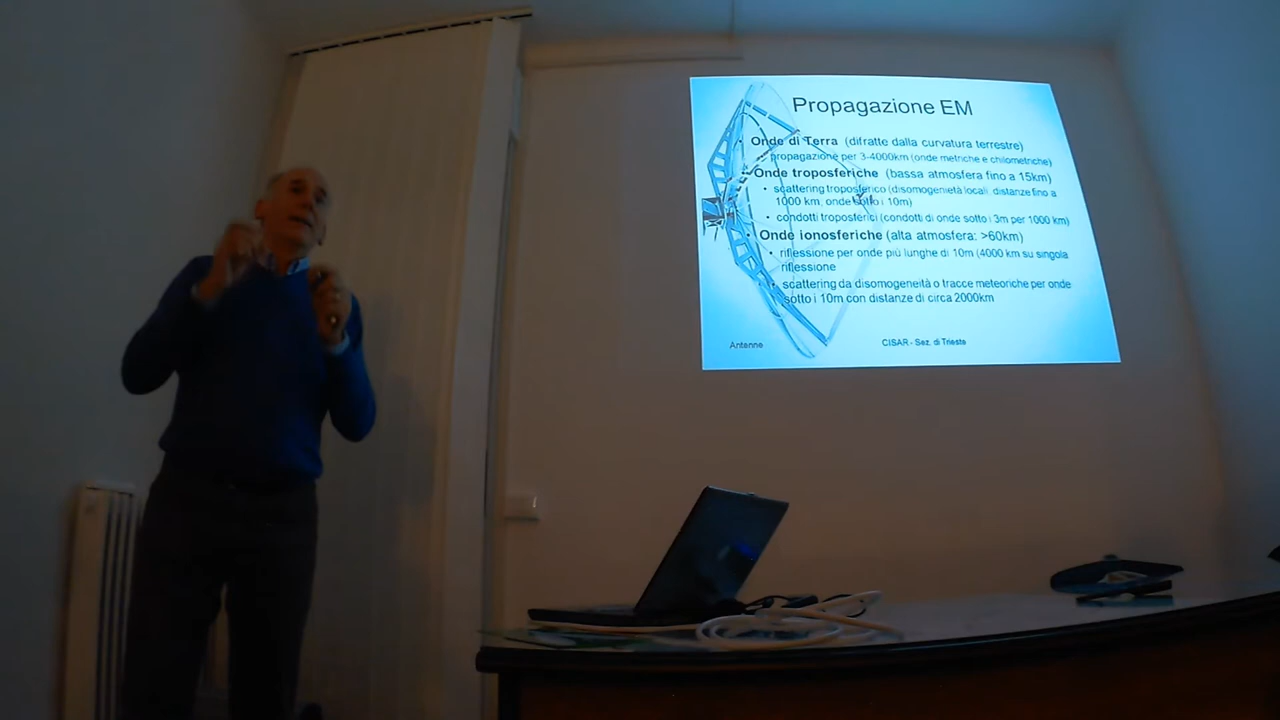 Propagazione EM
Onde di Terra (difratte dalla curvatura terrestre)
propagazione per 3-4000km (onde metriche e chilometriche)
Onde troposferiche (bassa atmosfera fino a 15km)
• scattering troposferico (disomogenietà locali distanze fino a
1000 km, onde sotto i 10m)
• condotti troposferici (condotti di onde sotto i 3m per 1000 km)
• Onde ionosferiche (alta atmosfera: >60km)
• riflessione per onde più lunghe di 10m (4000 km su singola
riflessione
• scattering da disomogeneità o tracce meteoriche per onde
sotto i 10m con distanze di circa 2000km
Antenne
CISAR - Sez. di Trieste